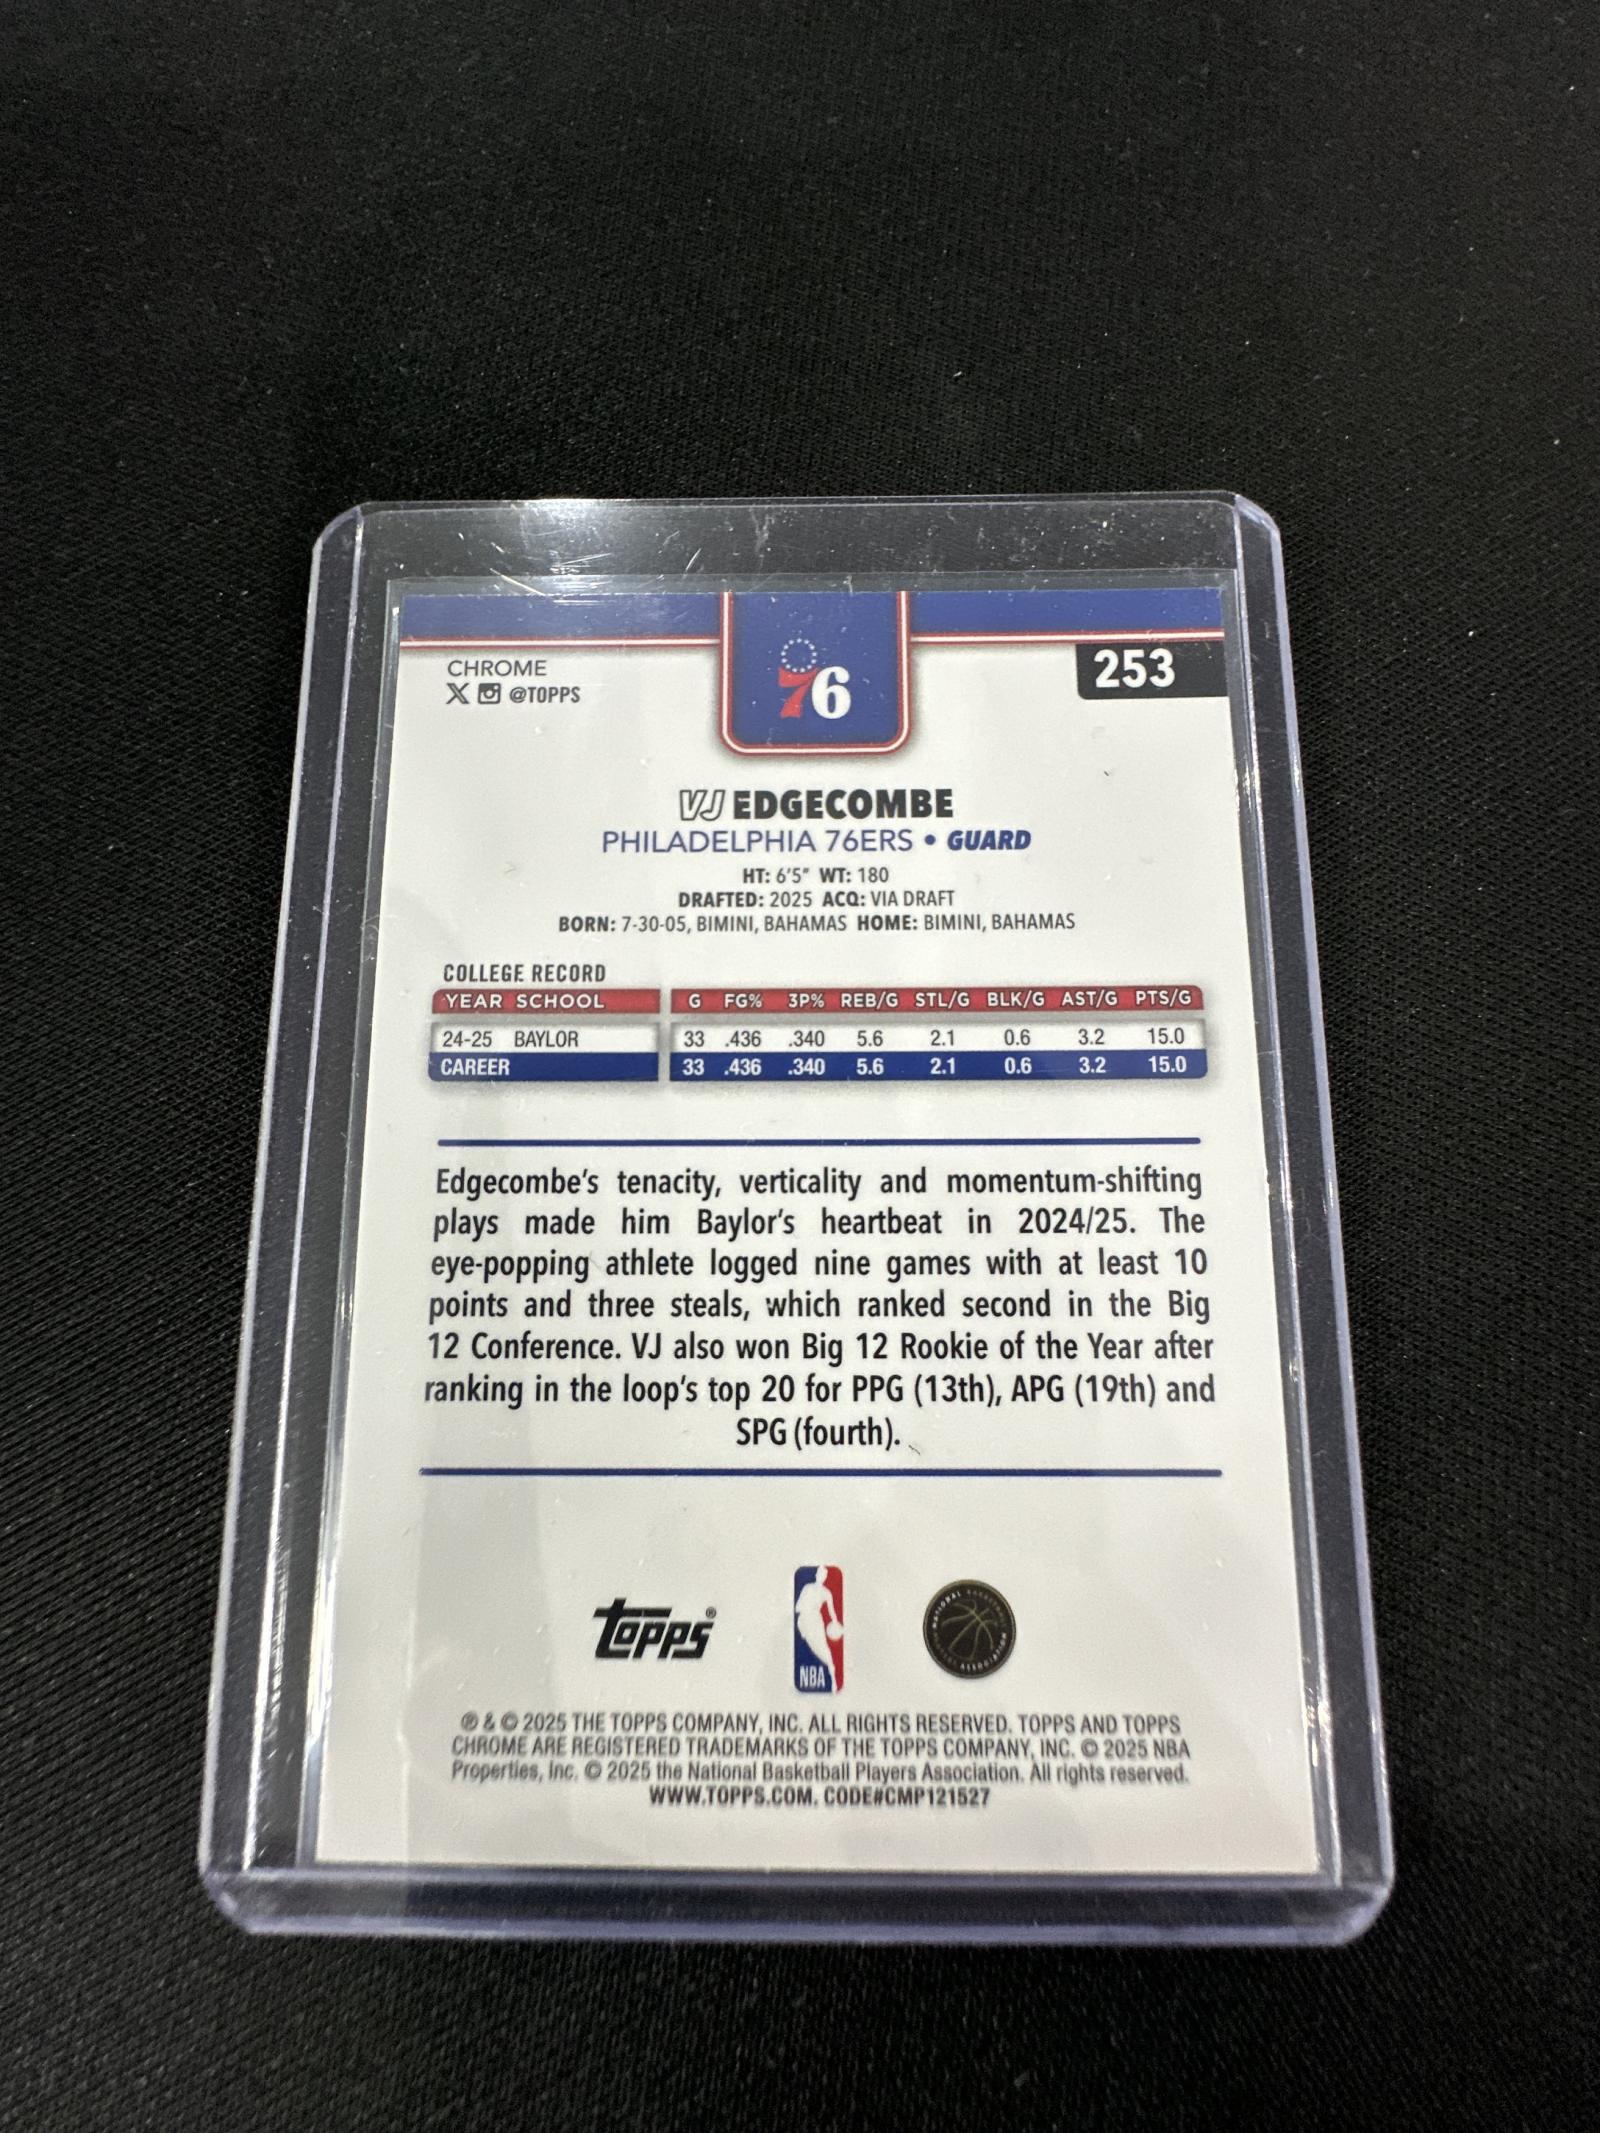 CHROME
@TOPPS
76
253
VJ EDGECOMBE
PHILADELPHIA 76ERS • GUARD
HT: 6'5" WT: 180
DRAFTED: 2025 ACQ: VIA DRAFT
BORN: 7-30-05, BIMINI, BAHAMAS HOME: BIMINI, BAHAMAS
COLLEGE RECORD
YEAR SCHOOL G FG% 3P% REB/G STL/G BLK/G AST/G PTS/G
24-25 BAYLOR 33 .436 .340 5.6 2.1 0.6 3.2 15.0
CAREER 33 .436 .340 5.6 2.1 0.6 3.2 15.0
Edgecombe's tenacity, verticality and momentum-shifting
plays made him Baylor's heartbeat in 2024/25. The
eye-popping athlete logged nine games with at least 10
points and three steals, which ranked second in the Big
12 Conference. VJ also won Big 12 Rookie of the Year after
ranking in the loop's top 20 for PPG (13th), APG (19th) and
SPG (fourth).
Topps®
NBA
® & © 2025 THE TOPPS COMPANY, INC. ALL RIGHTS RESERVED. TOPPS AND TOPPS
CHROME ARE REGISTERED TRADEMARKS OF THE TOPPS COMPANY, INC. © 2025 NBA
Properties, Inc. © 2025 the National Basketball Players Association. All rights reserved.
WWW.TOPPS.COM. CODE#CMP121527